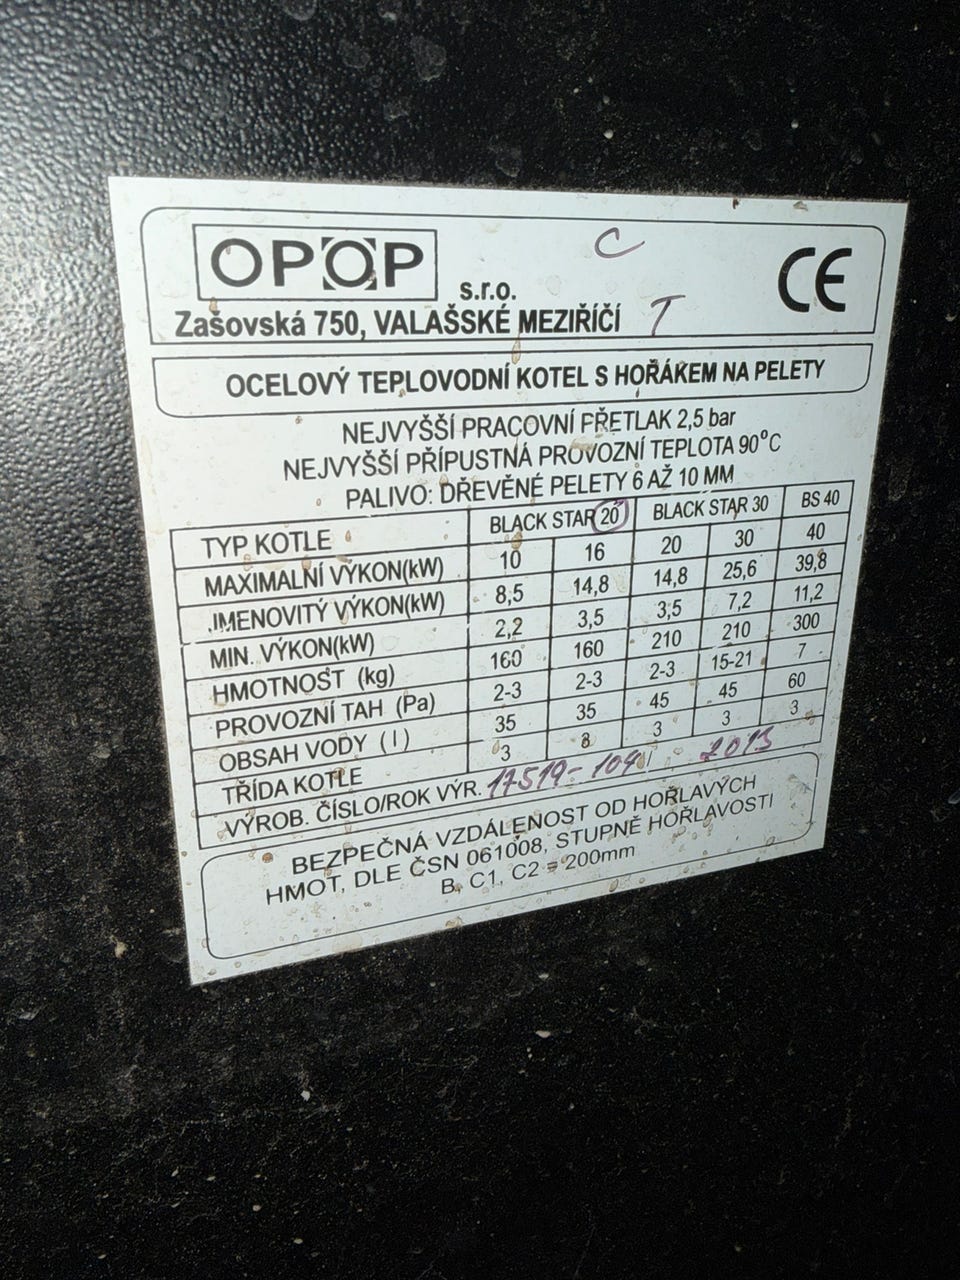 OPOP s.r.o. C CE
Zašovská 750, VALAŠSKÉ MEZIŘÍČÍ T
OCELOVÝ TEPLOVODNÍ KOTEL S HOŘÁKEM NA PELETY
NEJVYŠŠÍ PRACOVNÍ PŘETLAK 2,5 bar
NEJVYŠŠÍ PŘÍPUSTNÁ PROVOZNÍ TEPLOTA 90°C
PALIVO: DŘEVĚNÉ PELETY 6 AŽ 10 MM
TYP KOTLE BLACK STAR 20 BLACK STAR 30 BS 40
MAXIMALNÍ VÝKON(kW) 10 16 20 30 40
JMENOVITÝ VÝKON(kW) 8,5 14,8 14,8 25,6 39,8
MIN. VÝKON(kW) 2,2 3,5 3,5 7,2 11,2
HMOTNOST (kg) 160 160 210 210 300
PROVOZNÍ TAH (Pa) 2-3 2-3 2-3 15-21 7
OBSAH VODY ( l ) 35 35 45 45 60
TŘÍDA KOTLE 3 3 3 3 3
VÝROB. ČÍSLO/ROK VÝR. 17519-104 / 2013
BEZPEČNÁ VZDÁLENOST OD HOŘLAVÝCH
HMOT, DLE ČSN 061008, STUPNĚ HOŘLAVOSTI
B, C1, C2 = 200mm